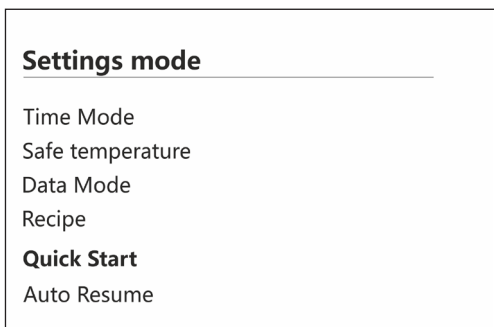 Settings mode
Time Mode
Safe temperature
Data Mode
Recipe
Quick Start
Auto Resume